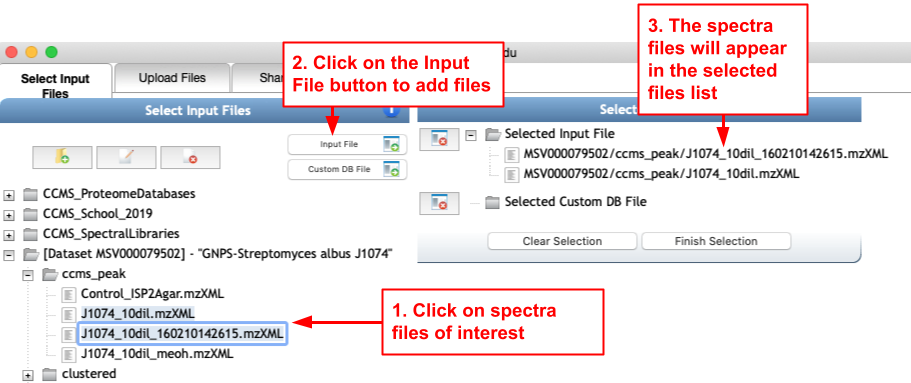 3. The spectra
files will appear
in the selected
files list
2. Click on the Input
File button to add files
du
Select Input
Files
Upload Files
Shar
Select Input Files
Selec
Input File
Custom DB File
Selected Input File
MSV000079502/ccms_peak/J1074_10dil_160210142615.mzXML
MSV000079502/ccms_peak/J1074_10dil.mzXML
Selected Custom DB File
Clear Selection
Finish Selection
CCMS_ProteomeDatabases
CCMS_School_2019
CCMS_SpectralLibraries
[Dataset MSV000079502] - "GNPS-Streptomyces albus J1074"
ccms_peak
Control_ISP2Agar.mzXML
J1074_10dil.mzXML
J1074_10dil_160210142615.mzXML
J1074_10dil_meoh.mzXML
clustered
1. Click on spectra
files of interest